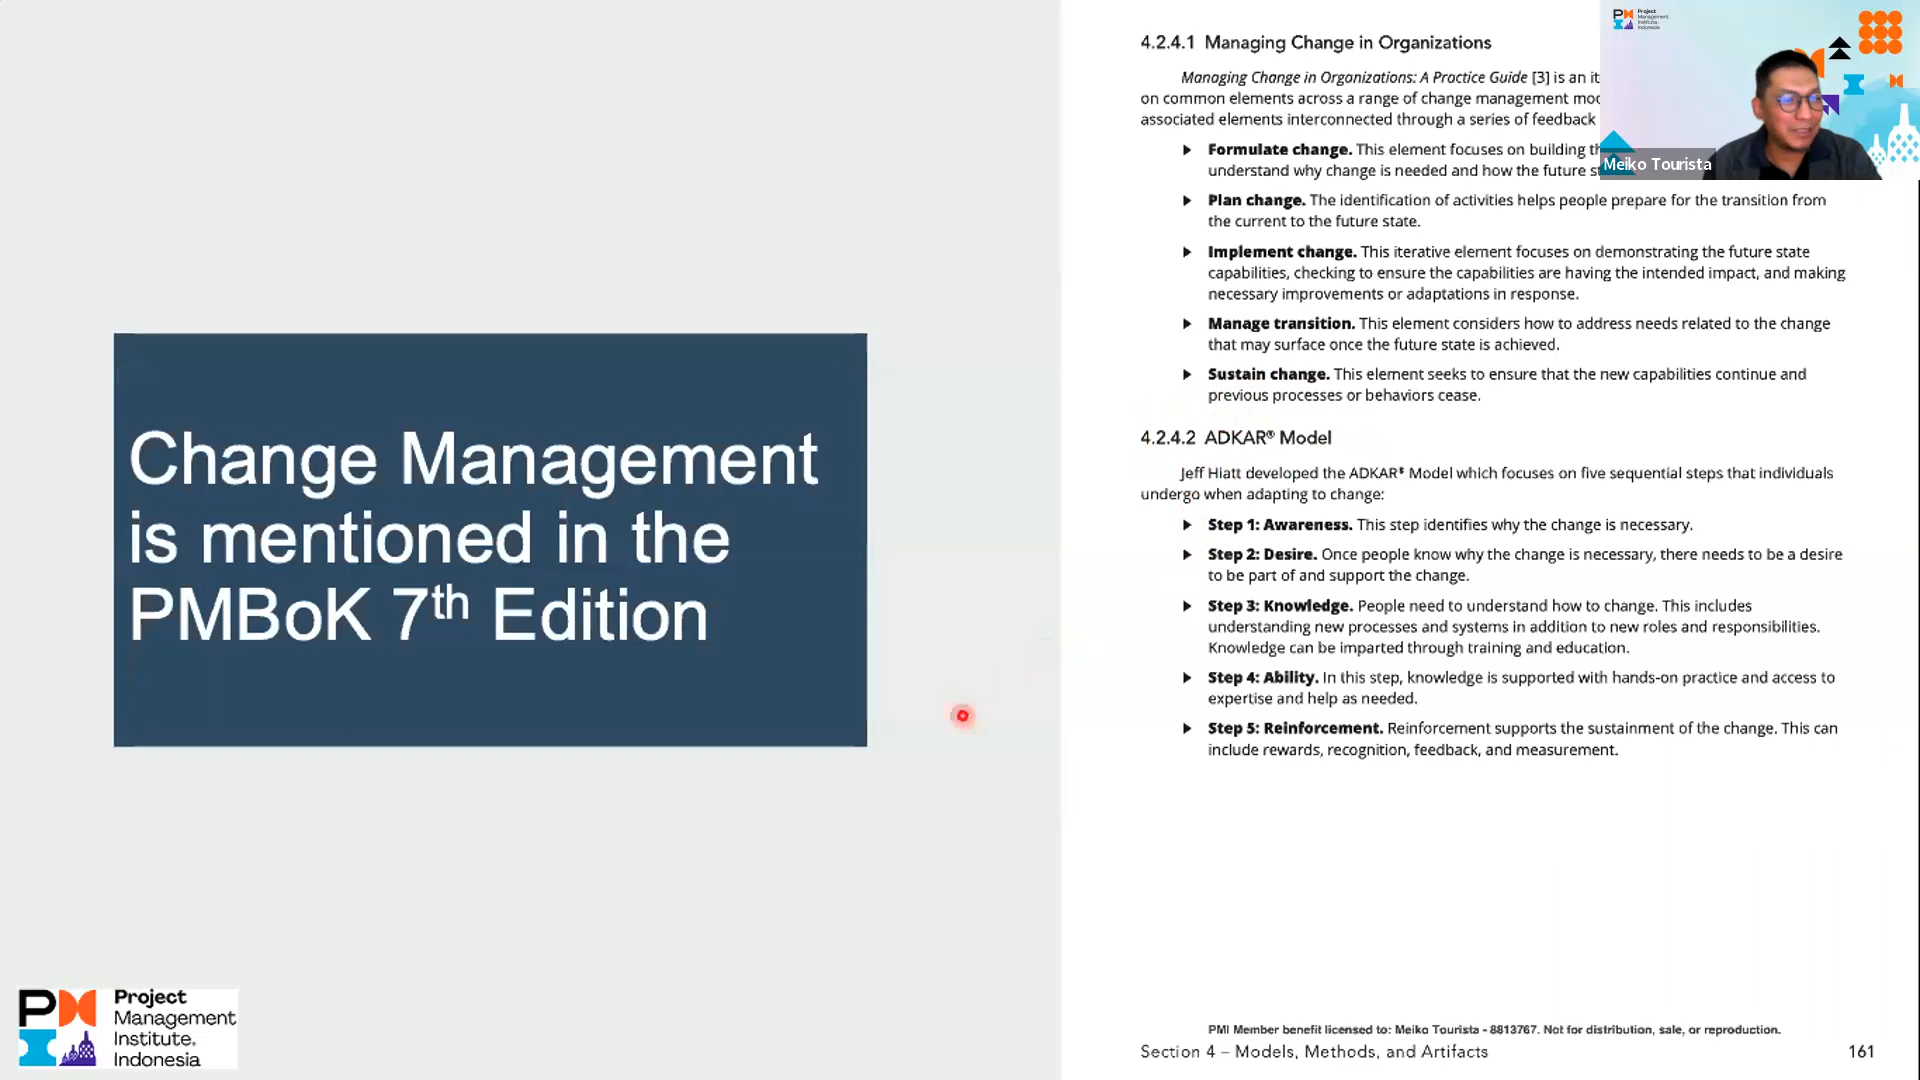 Change Management
is mentioned in the
PMBoK 7th Edition
Project
Management
Institute.
Indonesia
4.2.4.1 Managing Change in Organizations
Managing Change in Organizations: A Practice Guide [3] is an it
on common elements across a range of change management mod
associated elements interconnected through a series of feedback
▶ Formulate change. This element focuses on building th
understand why change is needed and how the future st
▶ Plan change. The identification of activities helps people prepare for the transition from
the current to the future state.
▶ Implement change. This iterative element focuses on demonstrating the future state
capabilities, checking to ensure the capabilities are having the intended impact, and making
necessary improvements or adaptations in response.
▶ Manage transition. This element considers how to address needs related to the change
that may surface once the future state is achieved.
▶ Sustain change. This element seeks to ensure that the new capabilities continue and
previous processes or behaviors cease.
4.2.4.2 ADKAR® Model
Jeff Hiatt developed the ADKAR® Model which focuses on five sequential steps that individuals
undergo when adapting to change:
▶ Step 1: Awareness. This step identifies why the change is necessary.
▶ Step 2: Desire. Once people know why the change is necessary, there needs to be a desire
to be part of and support the change.
▶ Step 3: Knowledge. People need to understand how to change. This includes
understanding new processes and systems in addition to new roles and responsibilities.
Knowledge can be imparted through training and education.
▶ Step 4: Ability. In this step, knowledge is supported with hands-on practice and access to
expertise and help as needed.
▶ Step 5: Reinforcement. Reinforcement supports the sustainment of the change. This can
include rewards, recognition, feedback, and measurement.
PMI Member benefit licensed to: Meiko Tourista - 8813767. Not for distribution, sale, or reproduction.
Section 4 – Models, Methods, and Artifacts 161
Project
Management
Institute.
Indonesia
Meiko Tourista